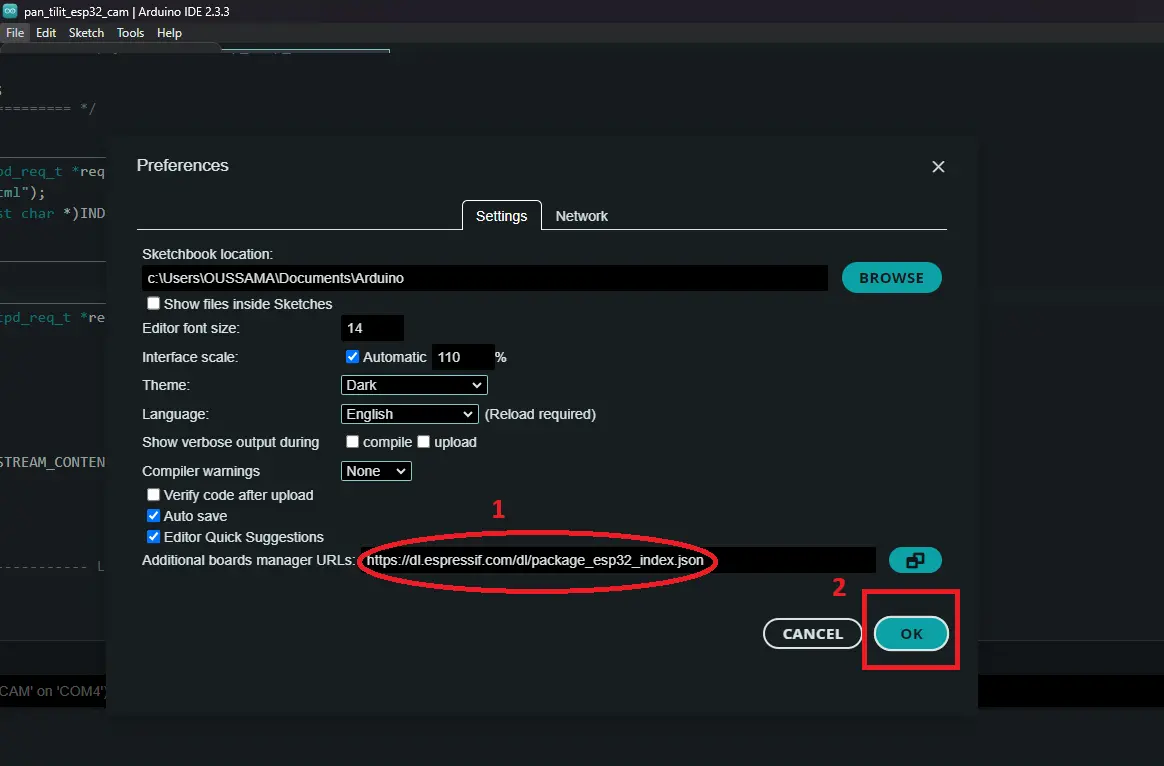 pan_tilit_esp32_cam | Arduino IDE 2.3.3
File Edit Sketch Tools Help
========= */
pd_req_t *req
tml");
st char *)IND
tpd_req_t *re
STREAM_CONTEN
----------- L
CAM' on 'COM4')
Preferences
Settings Network
Sketchbook location:
c:\Users\OUSSAMA\Documents\Arduino
BROWSE
Show files inside Sketches
Editor font size: 14
Interface scale: Automatic 110 %
Theme: Dark
Language: English (Reload required)
Show verbose output during compile upload
Compiler warnings None
Verify code after upload
Auto save
1
Editor Quick Suggestions
Additional boards manager URLs: https://dl.espressif.com/dl/package_esp32_index.json
2
CANCEL OK